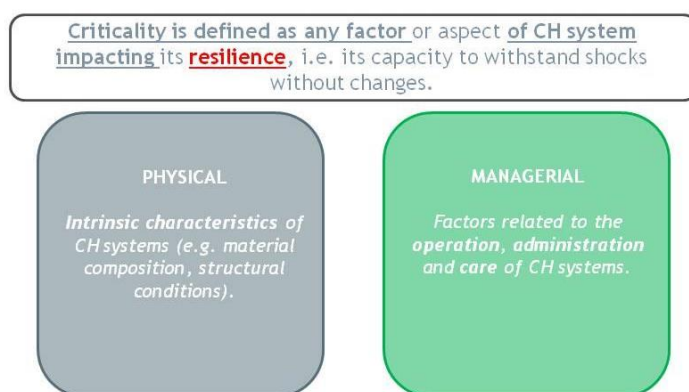 Criticality is defined as any factor or aspect of CH system
impacting its resilience, i.e. its capacity to withstand shocks
without changes.
PHYSICAL
Intrinsic characteristics of
CH systems (e.g. material
composition, structural
conditions).
MANAGERIAL
Factors related to the
operation, administration
and care of CH systems.